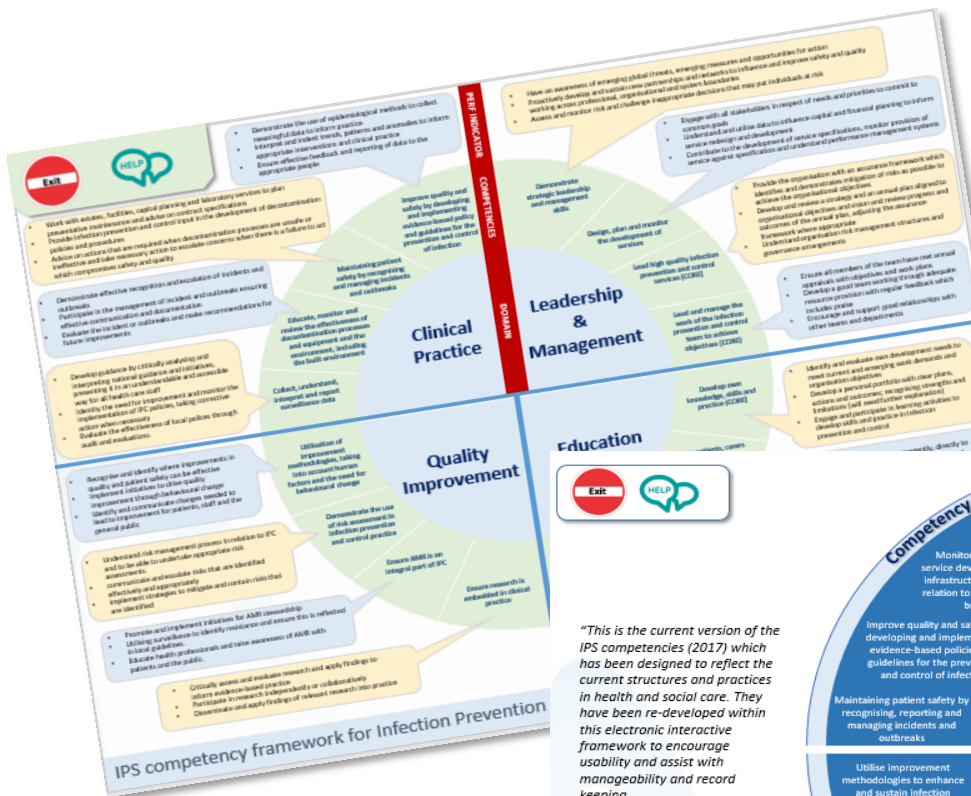 Exit
HELP
PERF INDICATOR
COMPETENCIES
DOMAIN
Demonstrate the use of epidemiological methods to collect
meaningful data to inform practice
Interpret and indent trends, patterns and anomalies to inform
appropriate interventions and clinical practice
Ensure effective feedback and reporting of data to the
appropriate people
Work with estates, facilities, capital planning and laboratory services to plan
preventative maintenance and advise on contract specifications
Provide infection prevention and control input in the development of decontamination
policies and procedures
Advice on actions that are required when decontamination processes are unsafe or
ineffective and take necessary action to escalate concerns when there is a failure to act
which compromises safety and quality
Demonstrate effective recognition and escalation of incidents and
outbreaks
Participate in the management of incident and outbreaks ensuring
effective communication and documentation
Evaluate the incident or outbreaks and make recommendations for
future improvements
Develop guidance by critically analysing and
interpreting national guidance and initiatives,
presenting it in an understandable and accessible
way for all health care staff
Identify the need for improvement and monitor the
implementation of IPC policies, taking corrective
action when necessary
Evaluate the effectiveness of local polices through
audit and evaluations.
Improve quality and
safety by developing
and implementing
evidence-based policy
and guidelines for the
prevention and control
of infection
Maintaining patient
safety by recognising
and managing incidents
and outbreaks
Educate, monitor and
review the effectiveness of
decontamination processes
and equipment and the
environment, including
the built environment
Collect, understand,
interpret and report
surveillance data
Clinical
Practice
Have an awareness of emerging global threats, emerging measures and opportunities for action
Proactively develop and sustain new partnerships and networks to influence and improve safety and quality
working across professional, organisational and system boundaries
Assess and monitor risk and challenge inappropriate decisions that may put individuals at risk
Engage with all stakeholders in respect of needs and priorities to commit to
common goals
Understand and utilise data to influence capital and financial planning to inform
service redesign and development
Contribute to the development of service specifications, monitor provision of
service against specification and understand performance management systems
Provide the organisation with an assurance framework which
identifies and demonstrates mitigation of risks as possible to
achieve the organisational objectives
Develop and review a strategy and an annual plan aligned to
organisational objectives and vision and review progress and
outcomes of the annual plan, adjusting the assurance
framework where appropriate
Understand organisation risk management structures and
governance arrangements
Ensure all members of the team have met annual
appraisals with objectives and work plans
Develop a good team working through adequate
resource provision with regular feedback which
includes praise
Encourage and support good relationships with
other teams and departments
Demonstrate
strategic leadership
and management
skills
Design, plan and monitor
the development of
services
Lead high quality infection
prevention and control
services (CORE)
Lead and manage the
work of the infection
prevention and control
team to achieve
objectives (CORE)
Leadership
&
Management
Identify and evaluate own development needs to
meet current and emerging work demands and
organisation objectives
Develop a personal portfolio with clear plans,
actions and outcomes; recognising strengths and
limitations (will need further explanation)
Engage and participate in learning activities to
develop skills and practice in infection
prevention and control
Develop own
knowledge, skills and
practice (CORE)
Education
Quality
Improvement
Utilisation of
improvement
methodologies, taking
into account human
factors and the need for
behavioural change
Demonstrate the use
of risk assessment in
infection prevention
and control practice
Ensure AMR is an
integral part of IPC
Ensure research is
embedded in clinical
practice
Recognise and identify where improvements in
quality and patient safety can be effective
Implement initiatives to drive quality
improvement through behavioural change
Identify and communicate changes needed to
lead to improvement for patients, staff and the
general public
Understand risk management process in relation to IPC
and to be able to undertake appropriate risk
assessments.
communicate and escalate risks that are identified
effectively and appropriately
Implement strategies to mitigate and contain risks that
are identified
Promote and implement initiatives for AMR stewardship
Utilising surveillance to identify resistance and ensure this is reflected
in local guidelines.
Educate health professionals and raise awareness of AMR with
patients and the public.
Critically assess and evaluate research and apply findings to
inform evidence-based practice
Participate in research independently or collaboratively
Disseminate and apply findings of relevant research into practice
IPS competency framework for Infection Prevention
Exit
HELP
"This is the current version of the
IPS competencies (2017) which
has been designed to reflect the
current structures and practices
in health and social care. They
have been re-developed within
this electronic interactive
framework to encourage
usability and assist with
manageability and record
keeping
Competency
Monitor
service dev
infrastruct
relation to
Improve quality and sa
developing and implem
evidence-based policie
guidelines for the prev
and control of infec
Maintaining patient safety by
recognising, reporting and
managing incidents and
outbreaks
Utilise improvement
methodologies to enhance
and sustain infection